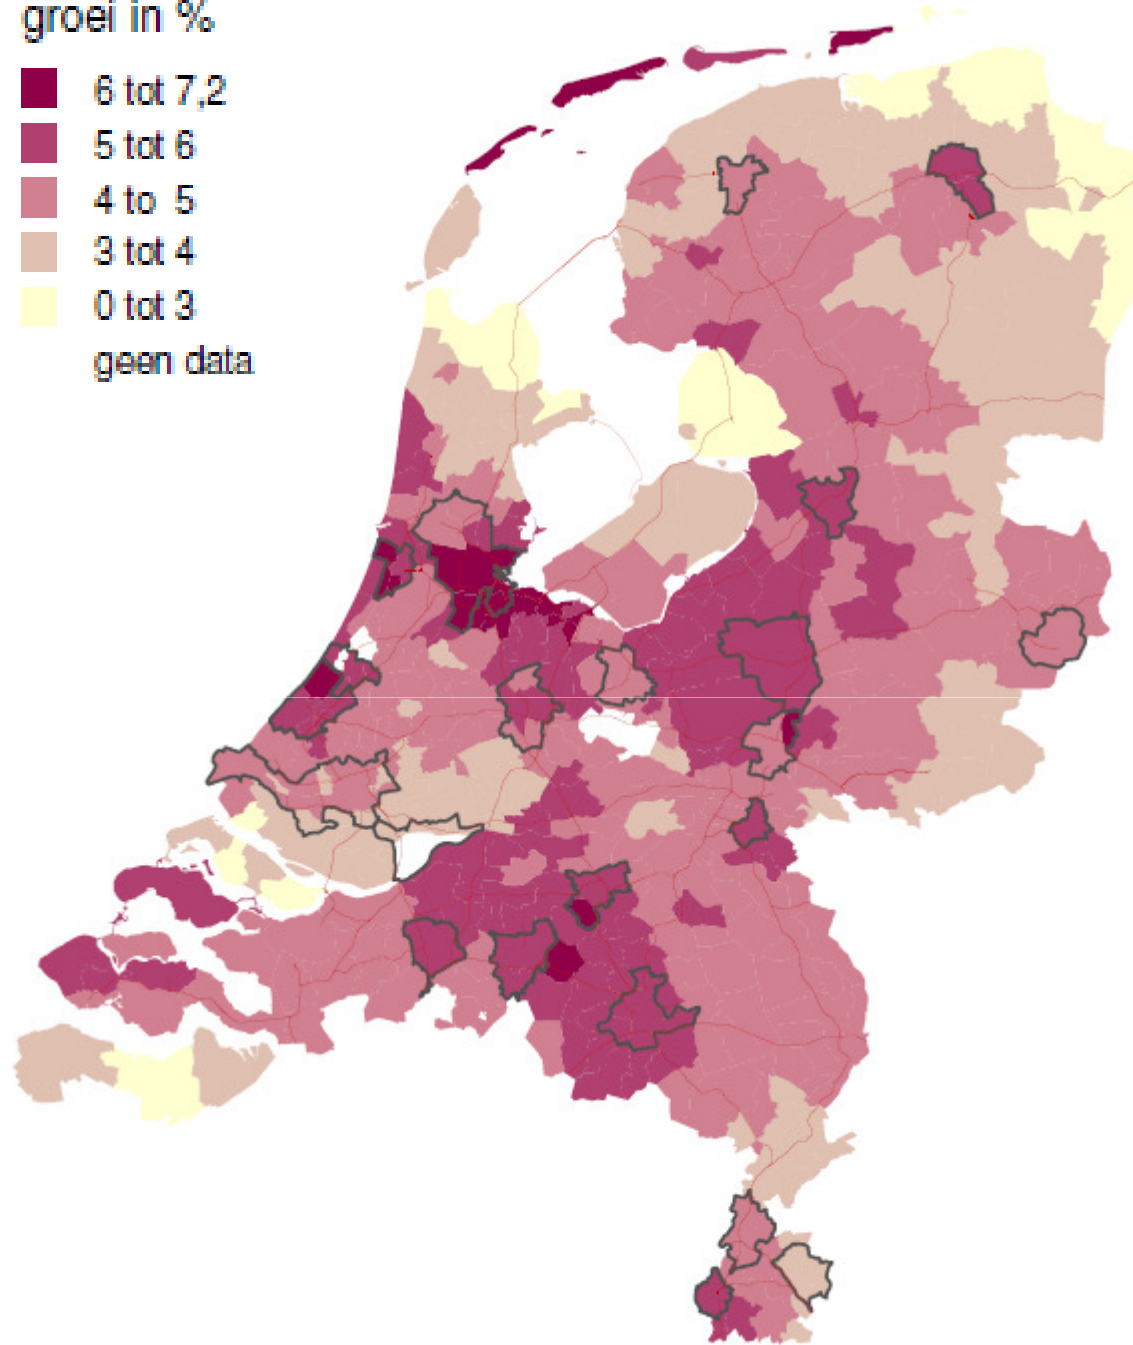 groei in %
6 tot 7,2
5 tot 6
4 to 5
3 tot 4
0 tot 3
geen data